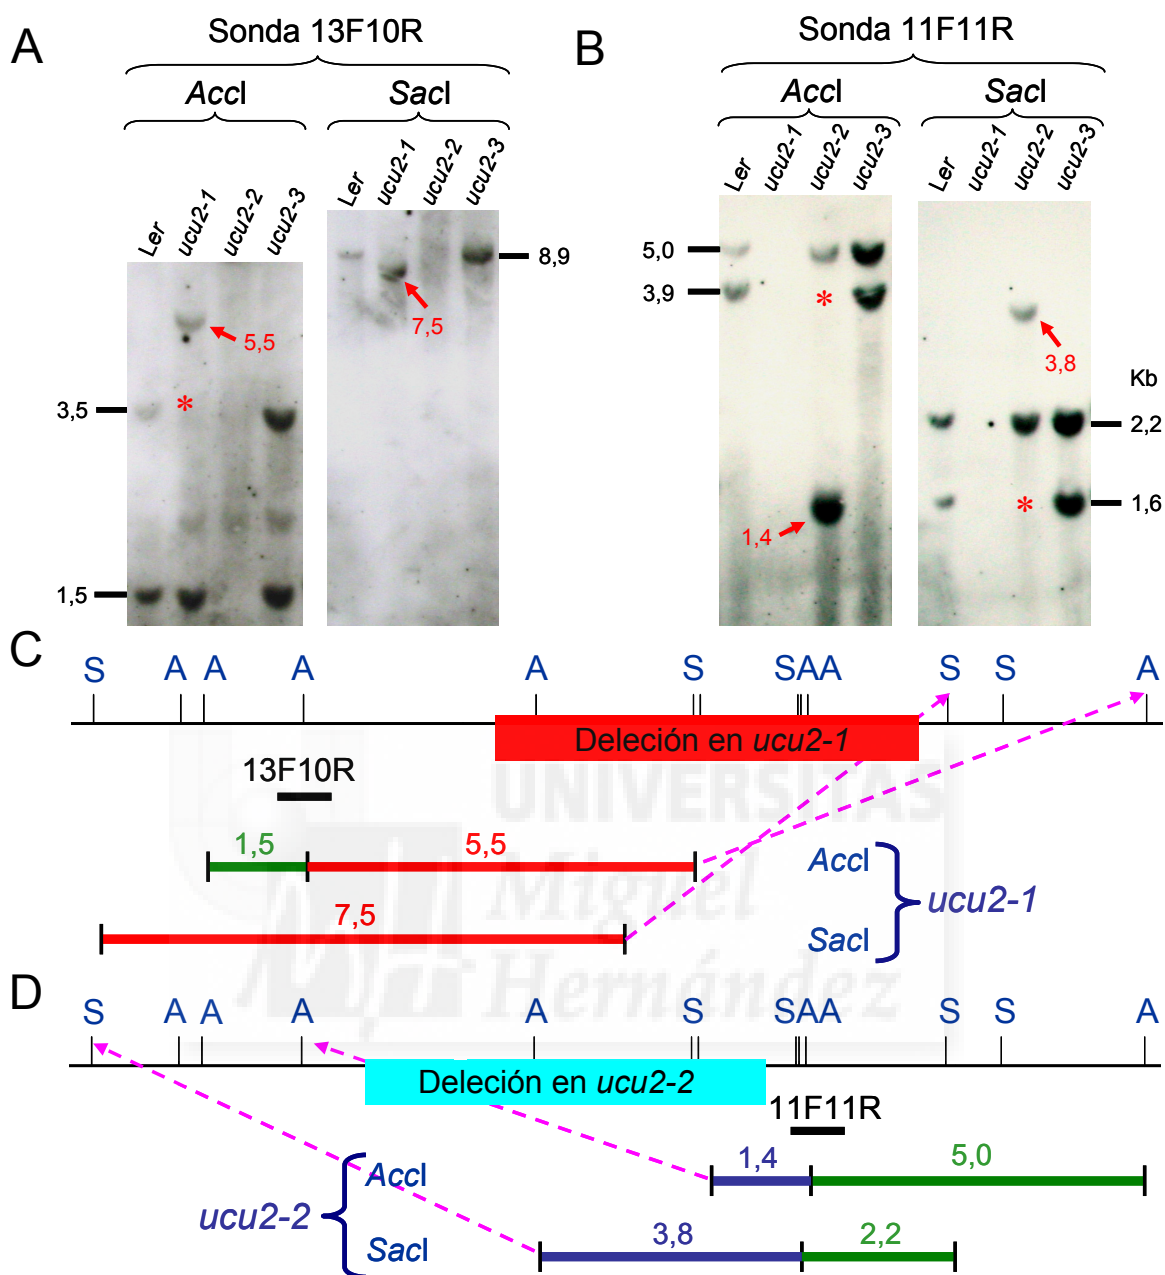 A
Sonda 13F10R
AccI
SacI
Ler
ucu2-1
ucu2-2
ucu2-3
Ler
ucu2-1
ucu2-2
ucu2-3
5,5
*
3,5
1,5
8,9
7,5
B
Sonda 11F11R
AccI
SacI
Ler
ucu2-1
ucu2-2
ucu2-3
Ler
ucu2-1
ucu2-2
ucu2-3
5,0
3,9
*
1,4
3,8
*
Kb
2,2
1,6
C
S A A A A S SAA S S A
Deleción en ucu2-1
13F10R
UNIVERSITAS
Miguel
Hernández
1,5 5,5
AccI
7,5
SacI
ucu2-1
D
S A A A A S SAA S S A
Deleción en ucu2-2
11F11R
1,4 5,0
AccI
ucu2-2
3,8 2,2
SacI